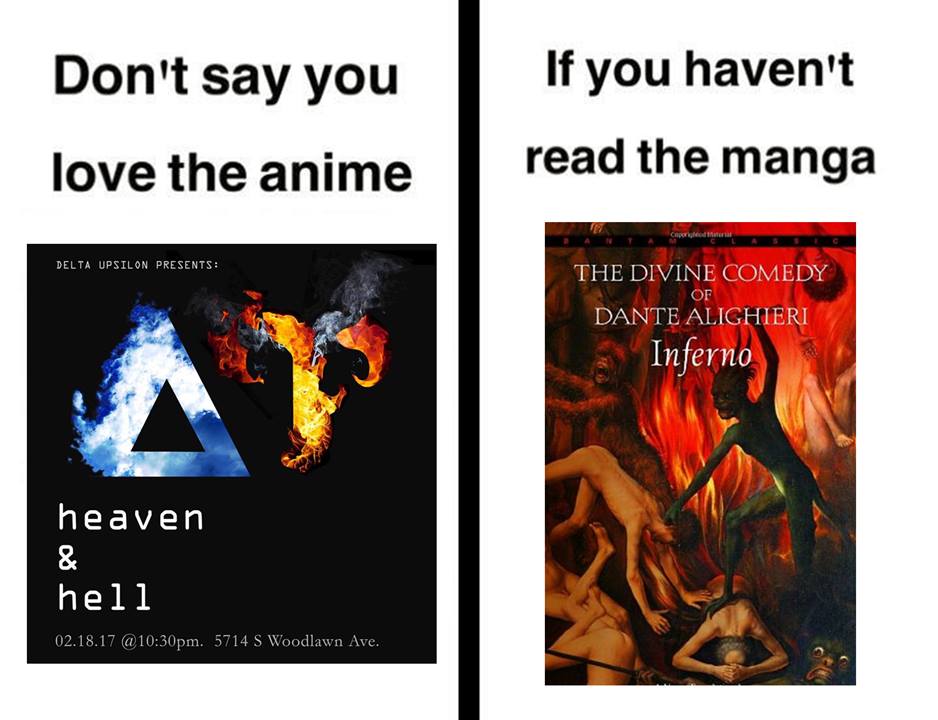 Don't say you
love the anime
DELTA UPSILON PRESENTS:
ΔΥ
heaven
&
hell
02.18.17 @10:30pm. 5714 S Woodlawn Ave.
If you haven't
read the manga
Copyrighted Material
BANTAM CLASSIC
THE DIVINE COMEDY
OF
DANTE ALIGHIERI
Inferno